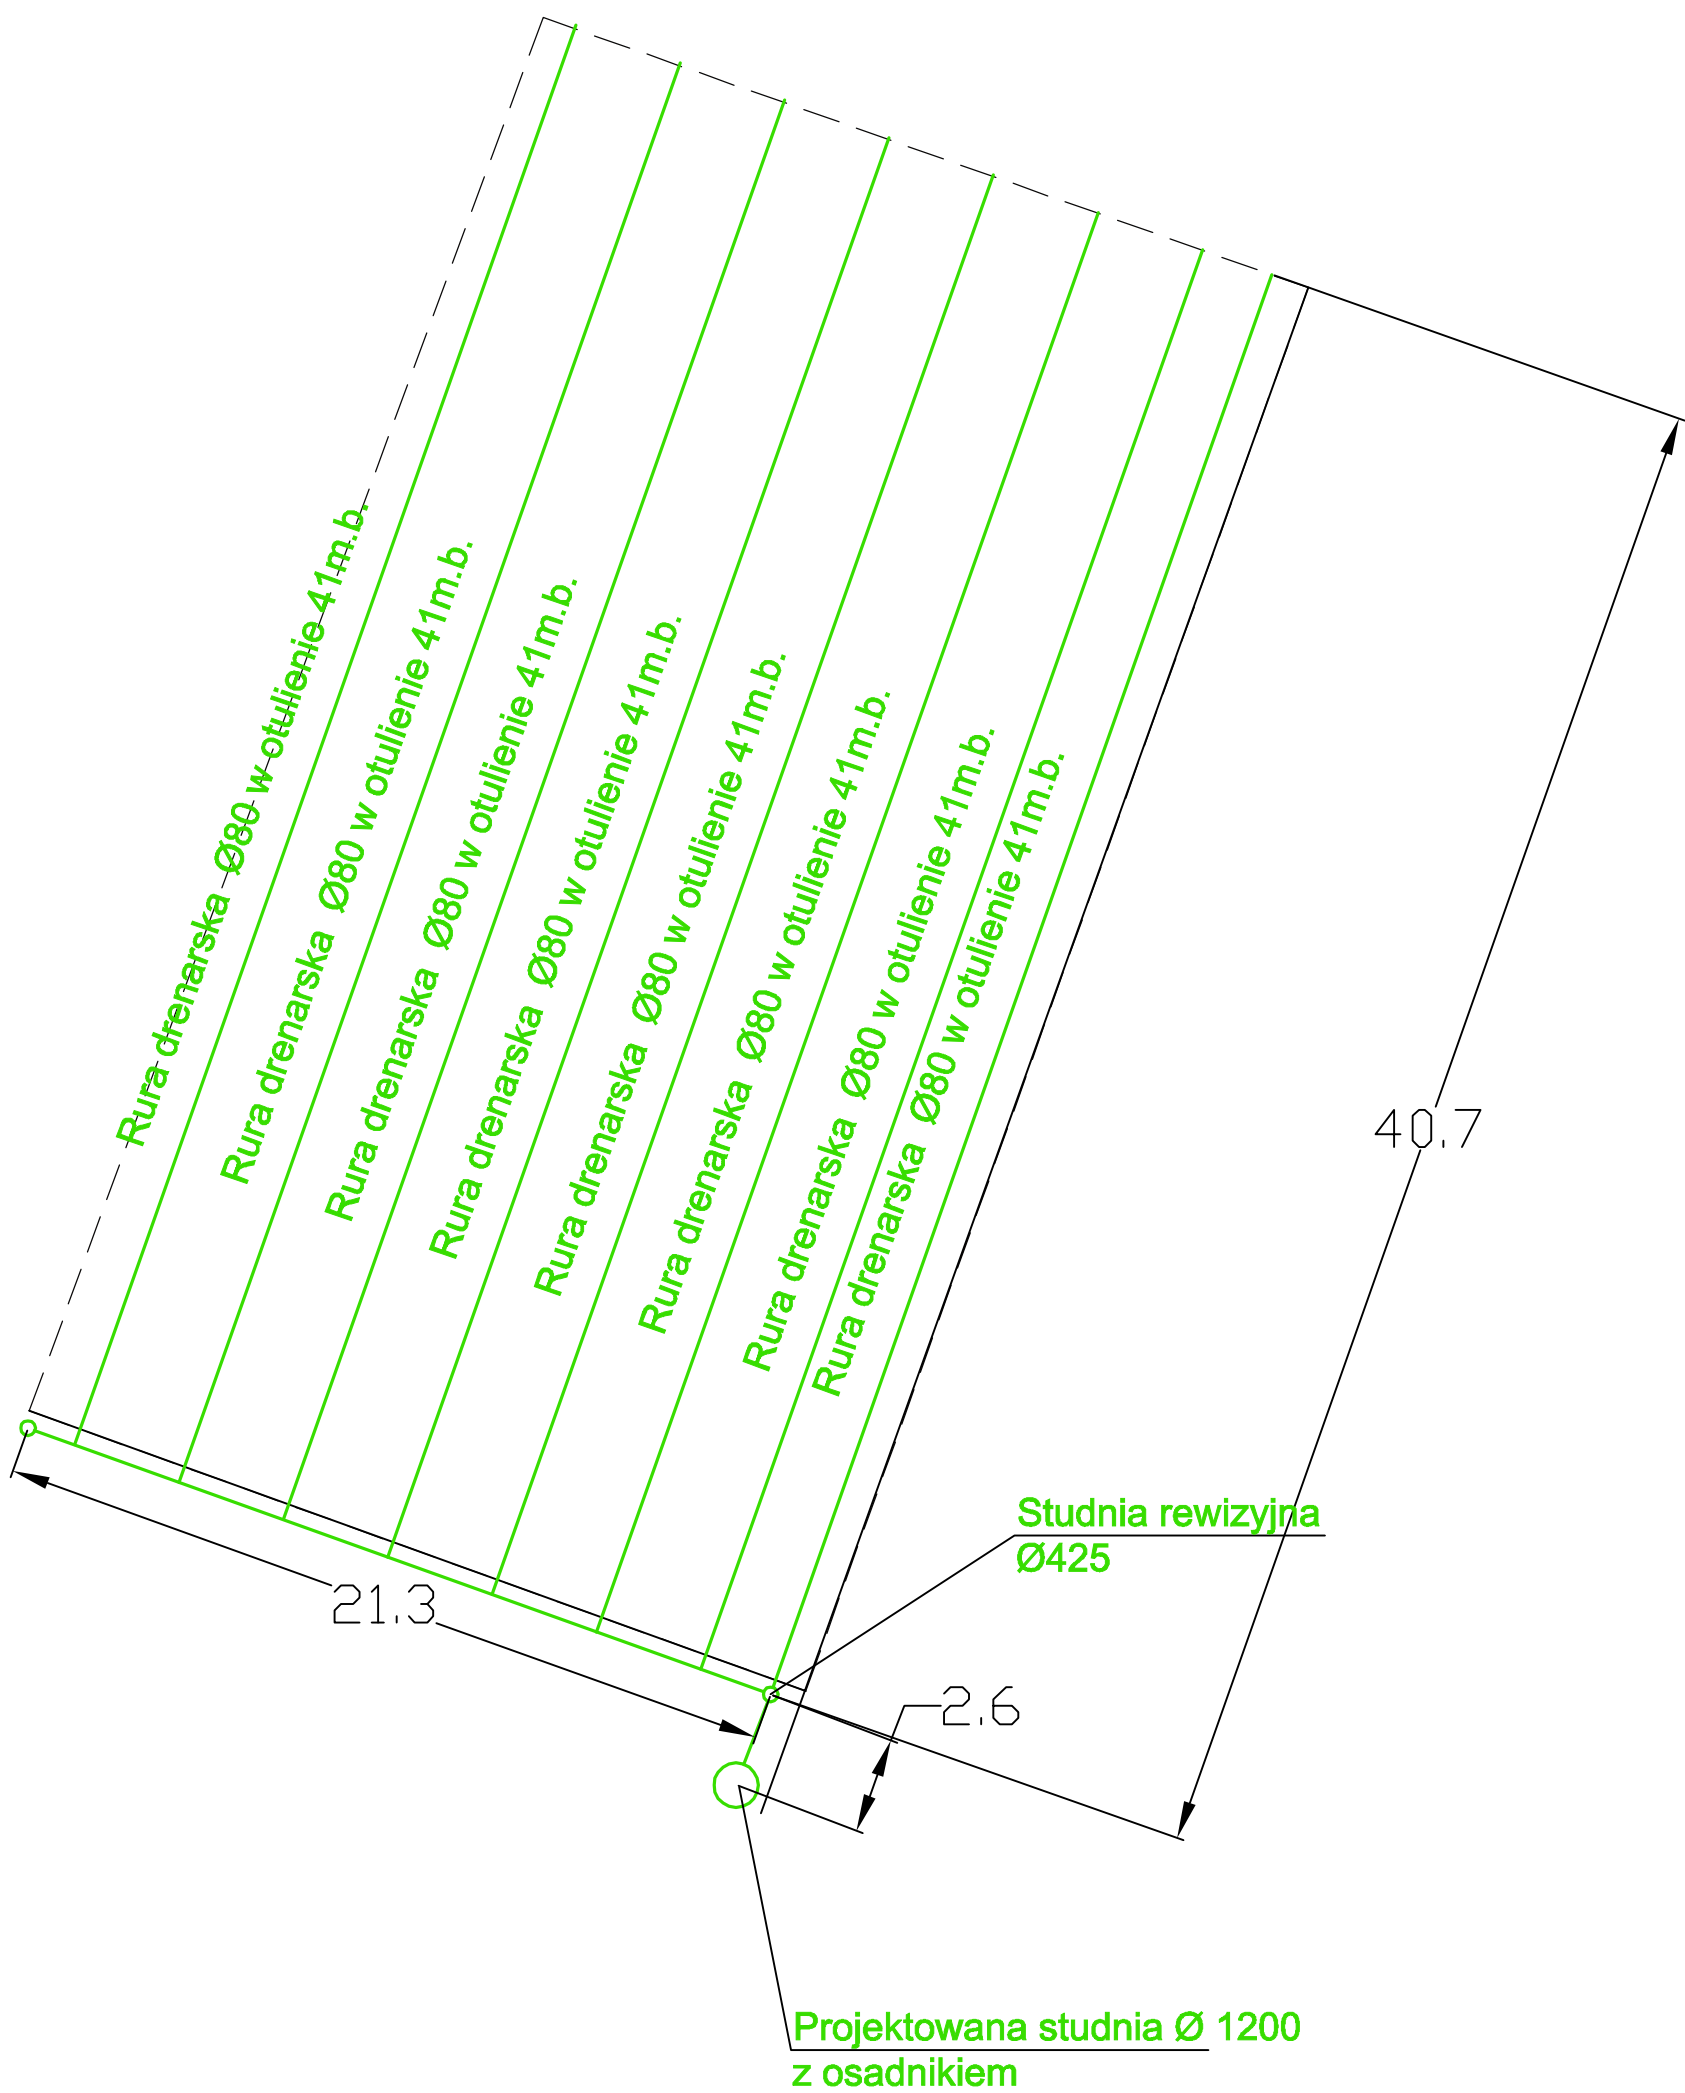 Rura drenarska Ø80 w otulienie 41m.b.
Rura drenarska Ø80 w otulienie 41m.b.
Rura drenarska Ø80 w otulienie 41m.b.
Rura drenarska Ø80 w otulienie 41m.b.
Rura drenarska Ø80 w otulienie 41m.b.
Rura drenarska Ø80 w otulienie 41m.b.
Rura drenarska Ø80 w otulienie 41m.b.
Rura drenarska Ø80 w otulienie 41m.b.
40.7
Studnia rewizyjna
Ø425
21.3
2.6
Projektowana studnia Ø 1200
z osadnikiem